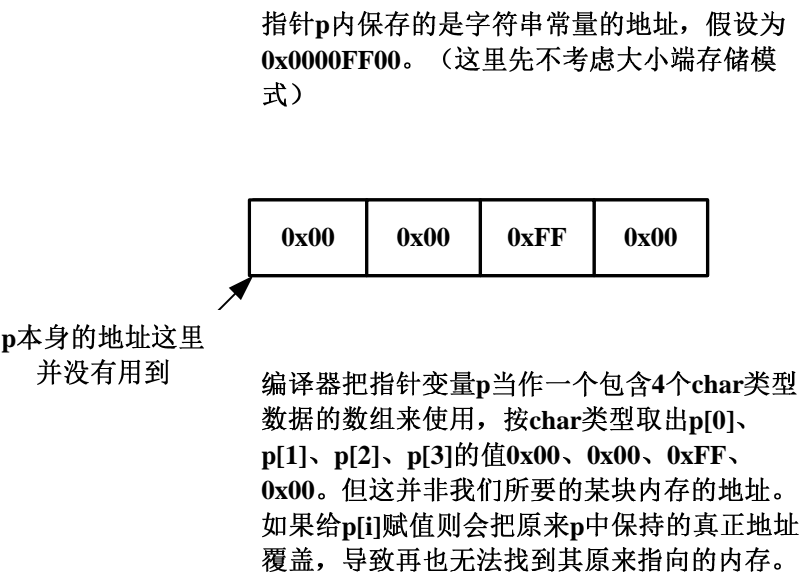 指针p内保存的是字符串常量的地址，假设为
0x0000FF00。（这里先不考虑大小端存储模
式）
0x00 0x00 0xFF 0x00
p本身的地址这里
并没有用到
编译器把指针变量p当作一个包含4个char类型
数据的数组来使用，按char类型取出p[0]、
p[1]、p[2]、p[3]的值0x00、0x00、0xFF、
0x00。但这并非我们所要的某块内存的地址。
如果给p[i]赋值则会把原来p中保持的真正地址
覆盖，导致再也无法找到其原来指向的内存。